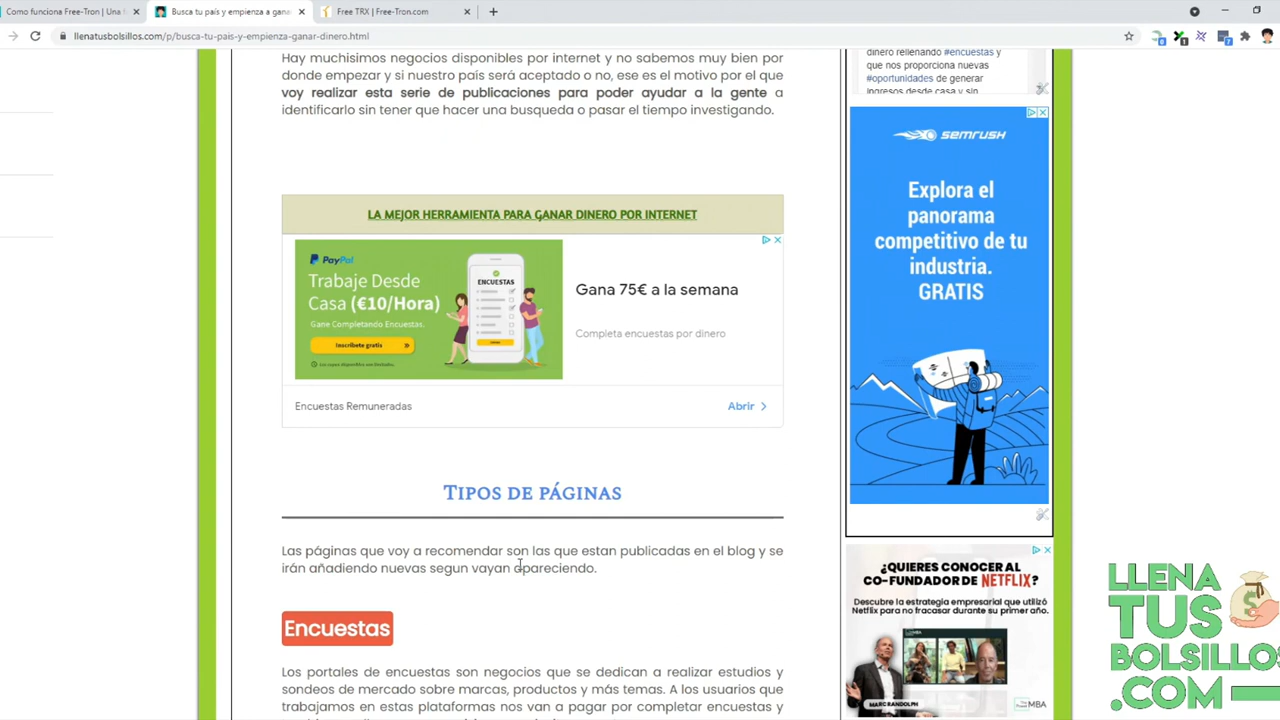 Como funciona Free-Tron | Una
Busca tu país y empieza a gana
Free TRX | Free-Tron.com
llenatusbolsillos.com/p/busca-tu-pais-y-empienza-ganar-dinero.html
Hay muchisimos negocios disponibles por internet y no sabemos muy bien por
donde empezar y si nuestro país será aceptado o no, ese es el motivo por el que
voy realizar esta serie de publicaciones para poder ayudar a la gente a
identificarlo sin tener que hacer una busqueda o pasar el tiempo investigando.
LA MEJOR HERRAMIENTA PARA GANAR DINERO POR INTERNET
PayPal
Trabaje Desde
Casa (€10/Hora)
Gane Completando Encuestas.
Inscríbete gratis
ENCUESTAS
Gana 75€ a la semana
Completa encuestas por dinero
Encuestas Remuneradas
Abrir
TIPOS DE PÁGINAS
Las páginas que voy a recomendar son las que estan publicadas en el blog y se
irán añadiendo nuevas segun vayan apareciendo.
Encuestas
Los portales de encuestas son negocios que se dedican a realizar estudios y
sondeos de mercado sobre marcas, productos y más temas. A los usuarios que
trabajamos en estas plataformas nos van a pagar por completar encuestas y
dinero rellenando #encuestas y
que nos proporciona nuevas
#oportunidades de generar
ingresos desde casa y sin
SEMRUSH
Explora el
panorama
competitivo de tu
industria.
GRATIS
¿QUIERES CONOCER AL
CO-FUNDADOR DE NETFLIX?
Descubre la estrategia empresarial que utilizó
Netflix para no fracasar durante su primer año.
MARC RANDOLPH
MBA
LLENA
TUS
BOLSILLOS
.COM